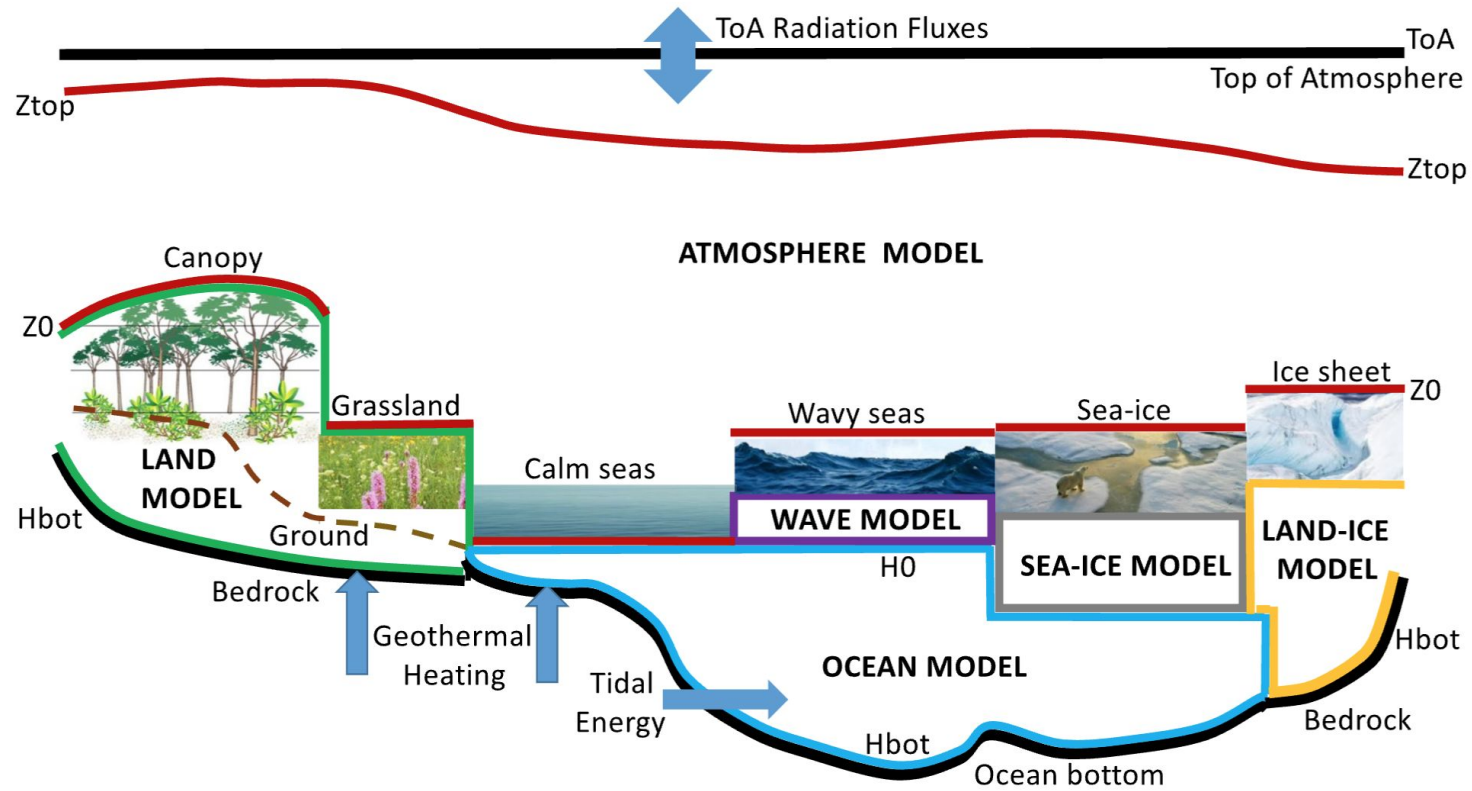 ToA Radiation Fluxes
ToA
Top of Atmosphere
Ztop
Ztop
ATMOSPHERE MODEL
Canopy
Z0
Ice sheet
Z0
Grassland
Wavy seas
Sea-ice
LAND
MODEL
Calm seas
Hbot
Ground
WAVE MODEL
LAND-ICE
MODEL
H0
SEA-ICE MODEL
Bedrock
Geothermal
Heating
Hbot
OCEAN MODEL
Tidal
Energy
Bedrock
Hbot
Ocean bottom